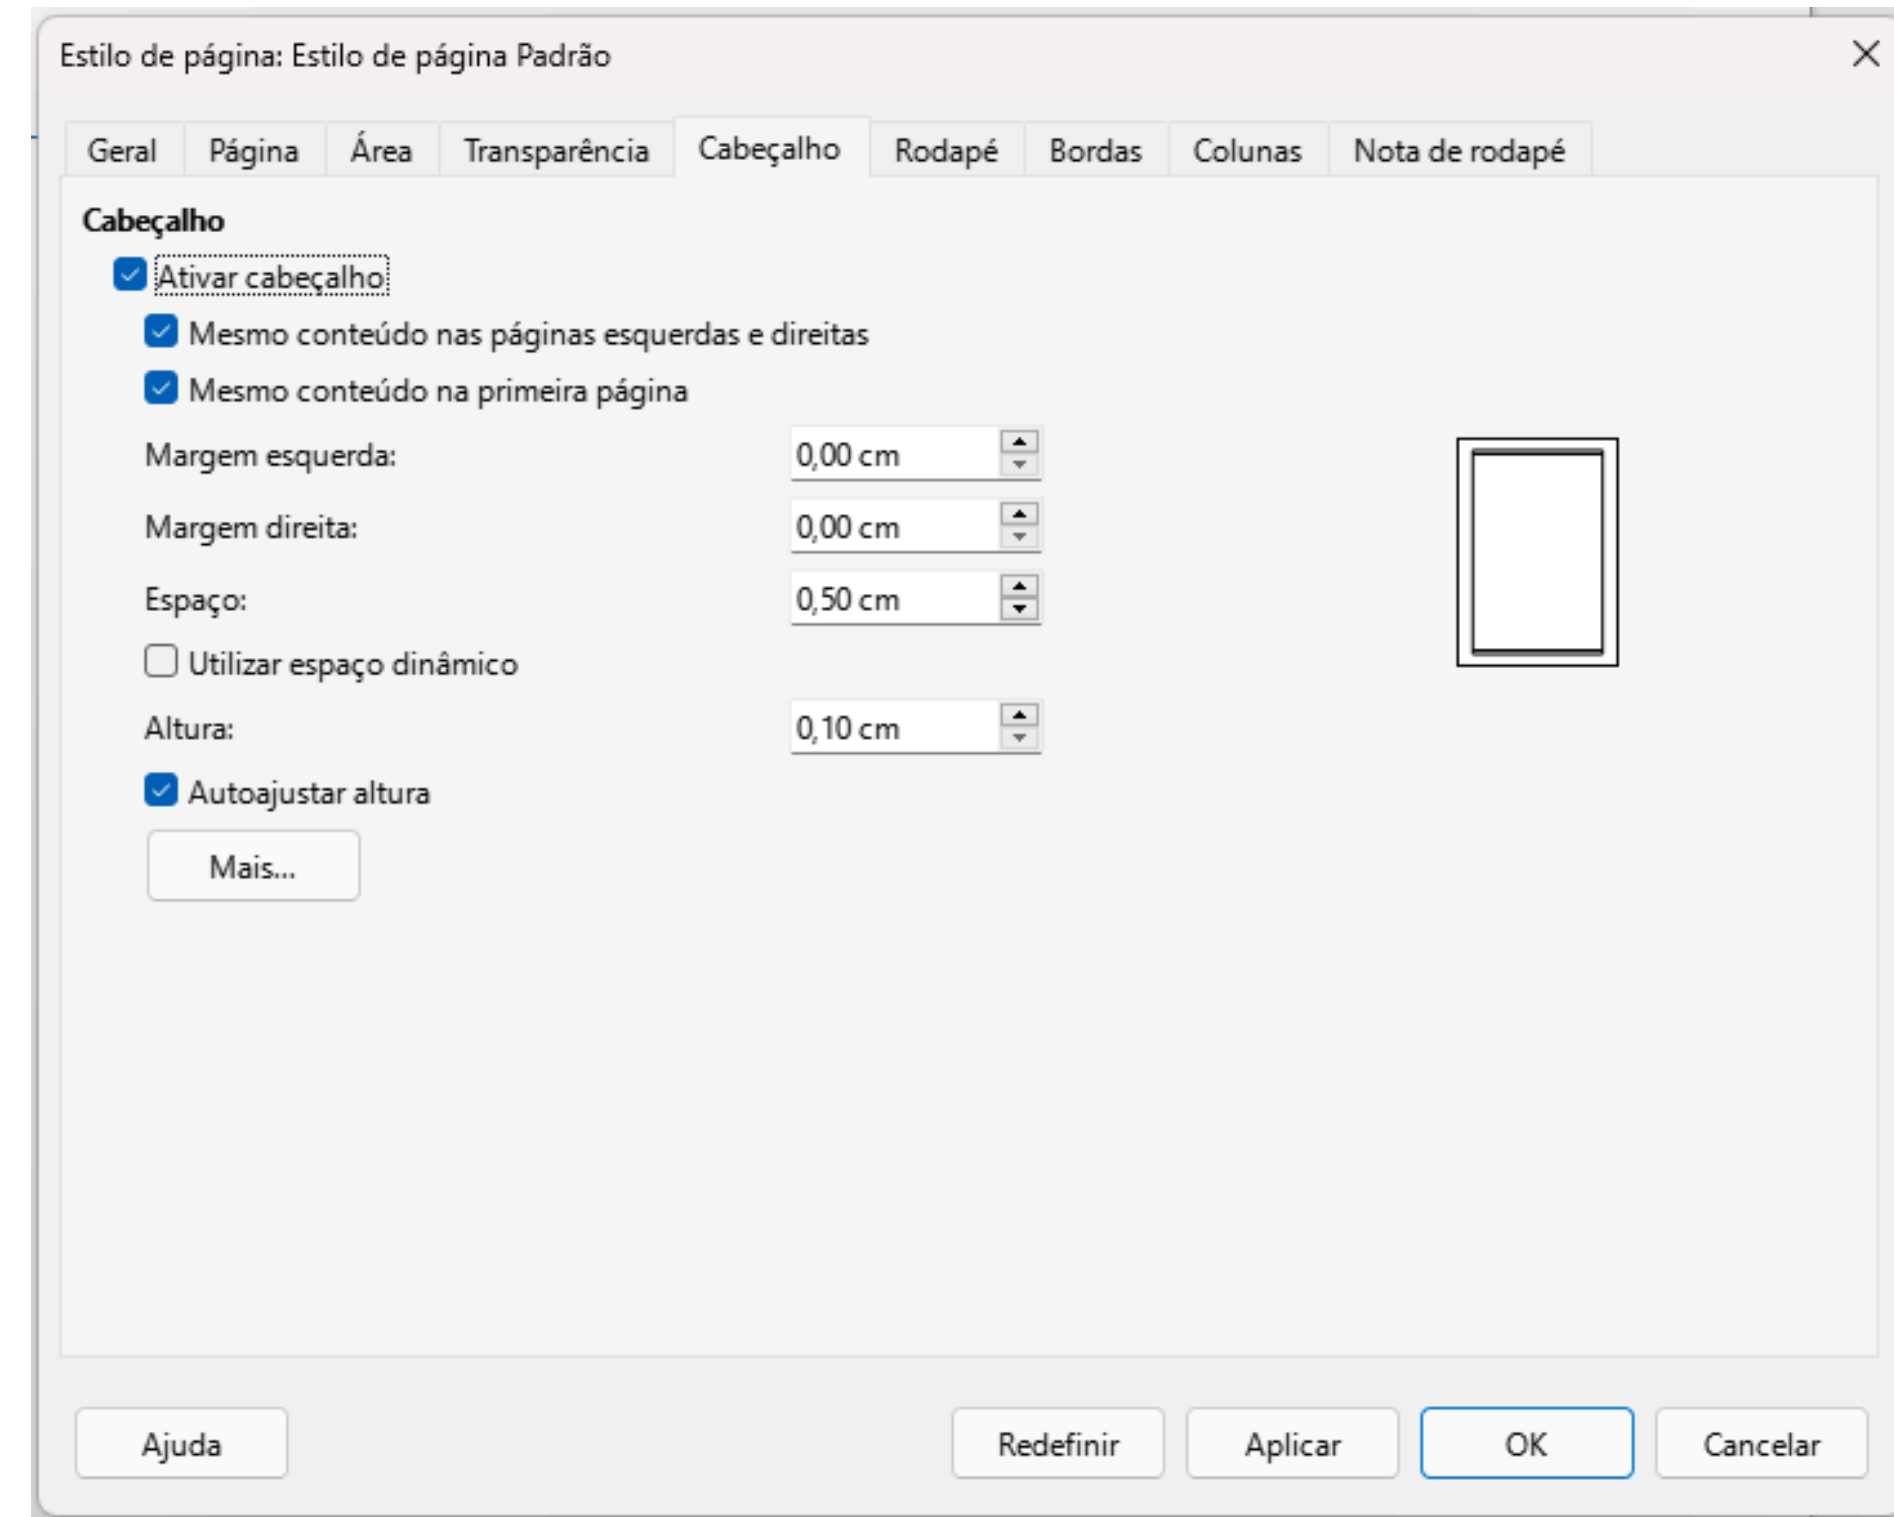 Estilo de página: Estilo de página Padrão
Geral Página Área Transparência Cabeçalho Rodapé Bordas Colunas Nota de rodapé
Cabeçalho
Ativar cabeçalho
Mesmo conteúdo nas páginas esquerdas e direitas
Mesmo conteúdo na primeira página
Margem esquerda: 0,00 cm
Margem direita: 0,00 cm
Espaço: 0,50 cm
Utilizar espaço dinâmico
Altura: 0,10 cm
Autoajustar altura
Mais...
Ajuda Redefinir Aplicar OK Cancelar